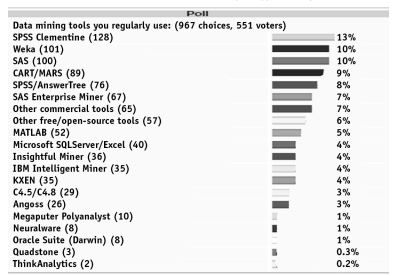 Poll
Data mining tools you regularly use: (967 choices, 551 voters)
SPSS Clementine (128) 13%
Weka (101) 10%
SAS (100) 10%
CART/MARS (89) 9%
SPSS/AnswerTree (76) 8%
SAS Enterprise Miner (67) 7%
Other commercial tools (65) 7%
Other free/open-source tools (57) 6%
MATLAB (52) 5%
Microsoft SQLServer/Excel (40) 4%
Insightful Miner (36) 4%
IBM Intelligent Miner (35) 4%
KXEN (35) 4%
C4.5/C4.8 (29) 3%
Angoss (26) 3%
Megaputer Polyanalyst (10) 1%
Neuralware (8) 1%
Oracle Suite (Darwin) (8) 1%
Quadstone (3) 0.3%
ThinkAnalytics (2) 0.2%